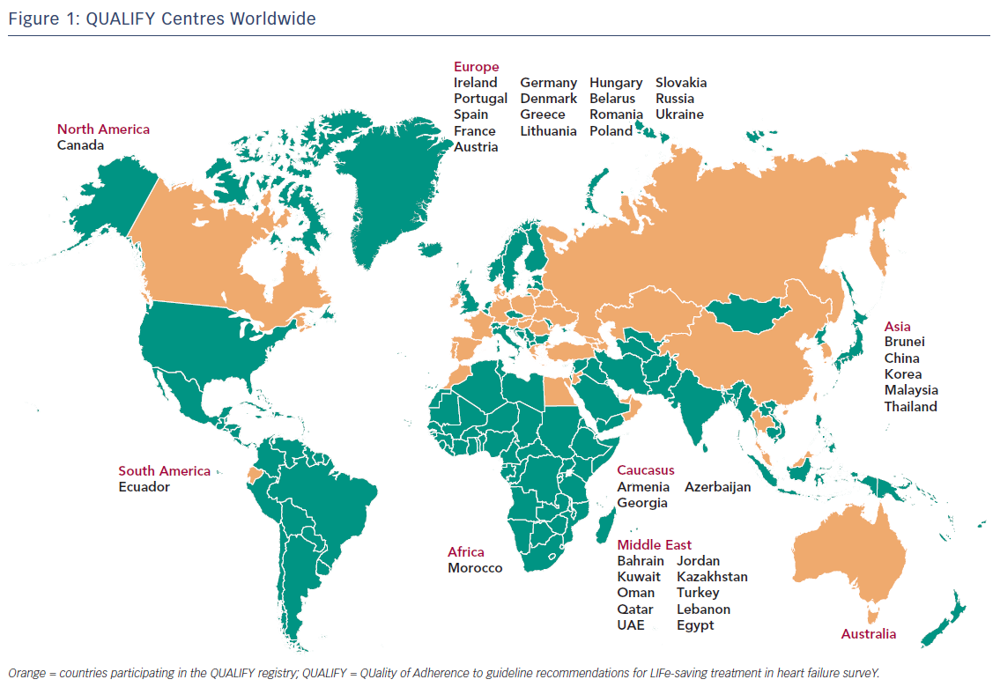 Figure 1: QUALIFY Centres Worldwide
Europe
Ireland Germany Hungary Slovakia
Portugal Denmark Belarus Russia
Spain Greece Romania Ukraine
France Lithuania Poland
Austria
North America
Canada
Asia
Brunei
China
Korea
Malaysia
Thailand
South America
Ecuador
Caucasus
Armenia Azerbaijan
Georgia
Africa
Morocco
Middle East
Bahrain Jordan
Kuwait Kazakhstan
Oman Turkey
Qatar Lebanon
UAE Egypt
Australia
Orange = countries participating in the QUALIFY registry; QUALIFY = QUality of Adherence to guideline recommendations for LIFe-saving treatment in heart failure surveY.